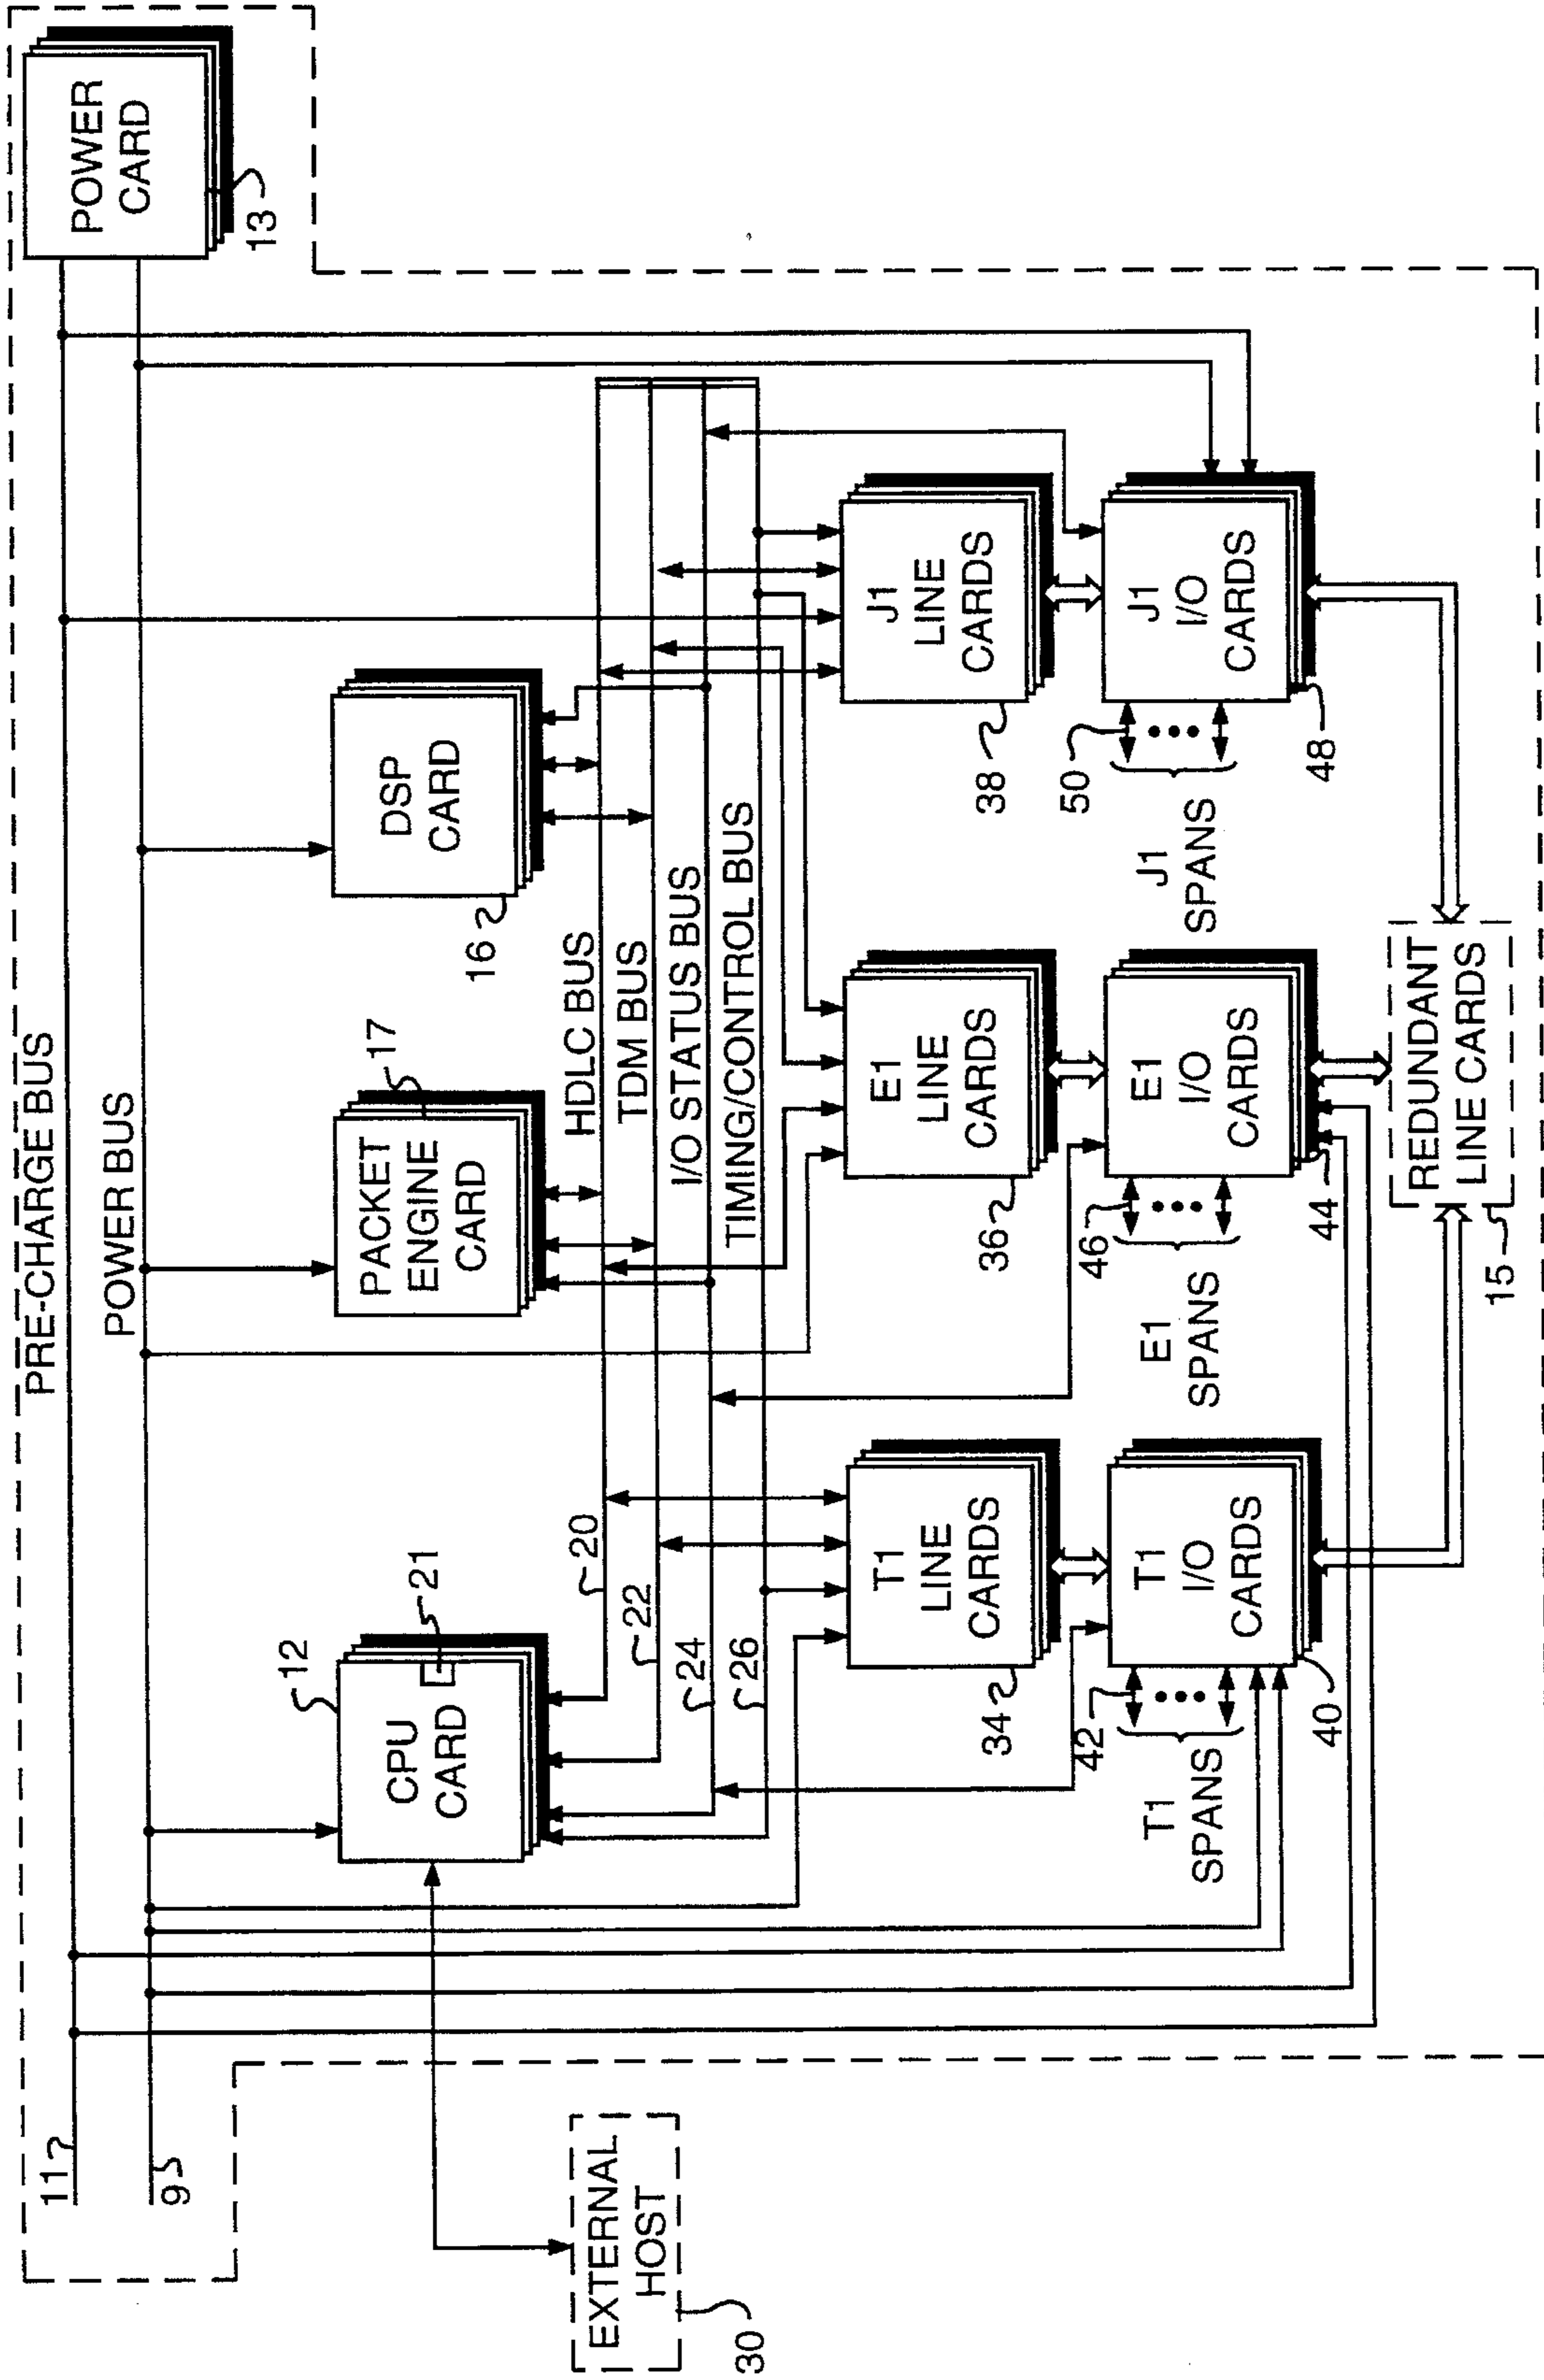 PRE-CHARGE BUS
POWER BUS
11
9
POWER
CARD
13
CPU
CARD
12
21
PACKET
ENGINE
CARD
17
DSP
CARD
16
EXTERNAL
HOST
30
HDLC BUS
TDM BUS
I/O STATUS BUS
TIMING/CONTROL BUS
20
22
24
26
T1
LINE
CARDS
34
E1
LINE
CARDS
36
J1
LINE
CARDS
38
T1
I/O
CARDS
40
42
T1
SPANS
E1
I/O
CARDS
44
46
E1
SPANS
J1
I/O
CARDS
48
50
J1
SPANS
REDUNDANT
LINE CARDS
15